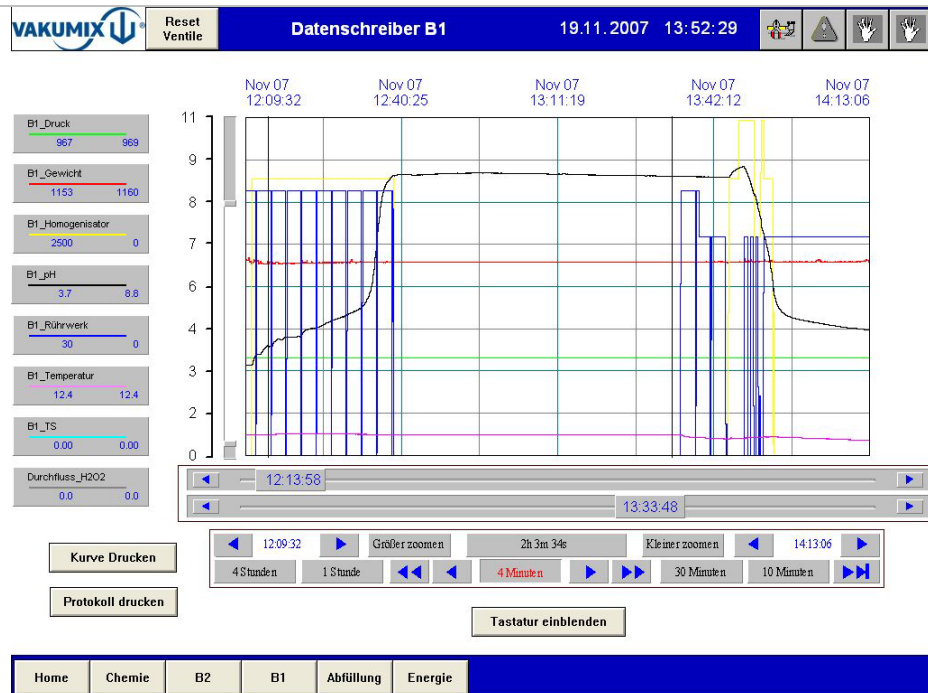 VAKUMIX
Reset
Ventile
Datenschreiber B1
19.11.2007 13:52:29
Nov 07
12:09:32
Nov 07
12:40:25
Nov 07
13:11:19
Nov 07
13:42:12
Nov 07
14:13:06
B1_Druck
967 969
B1_Gewicht
1153 1160
B1_Homogenisator
2500 0
B1_pH
3.7 8.8
B1_Rührwerk
30 0
B1_Temperatur
12.4 12.4
B1_TS
0.00 0.00
Durchfluss_H2O2
0.0 0.0
11
9
8
7
6
4
3
2
0
12:13:58
13:33:48
12:09:32 Größer zoomen 2h 3m 34s Kleiner zoomen 14:13:06
4 Stunden 1 Stunde 4 Minuten 30 Minuten 10 Minuten
Kurve Drucken
Protokoll drucken
Tastatur einblenden
Home Chemie B2 B1 Abfüllung Energie